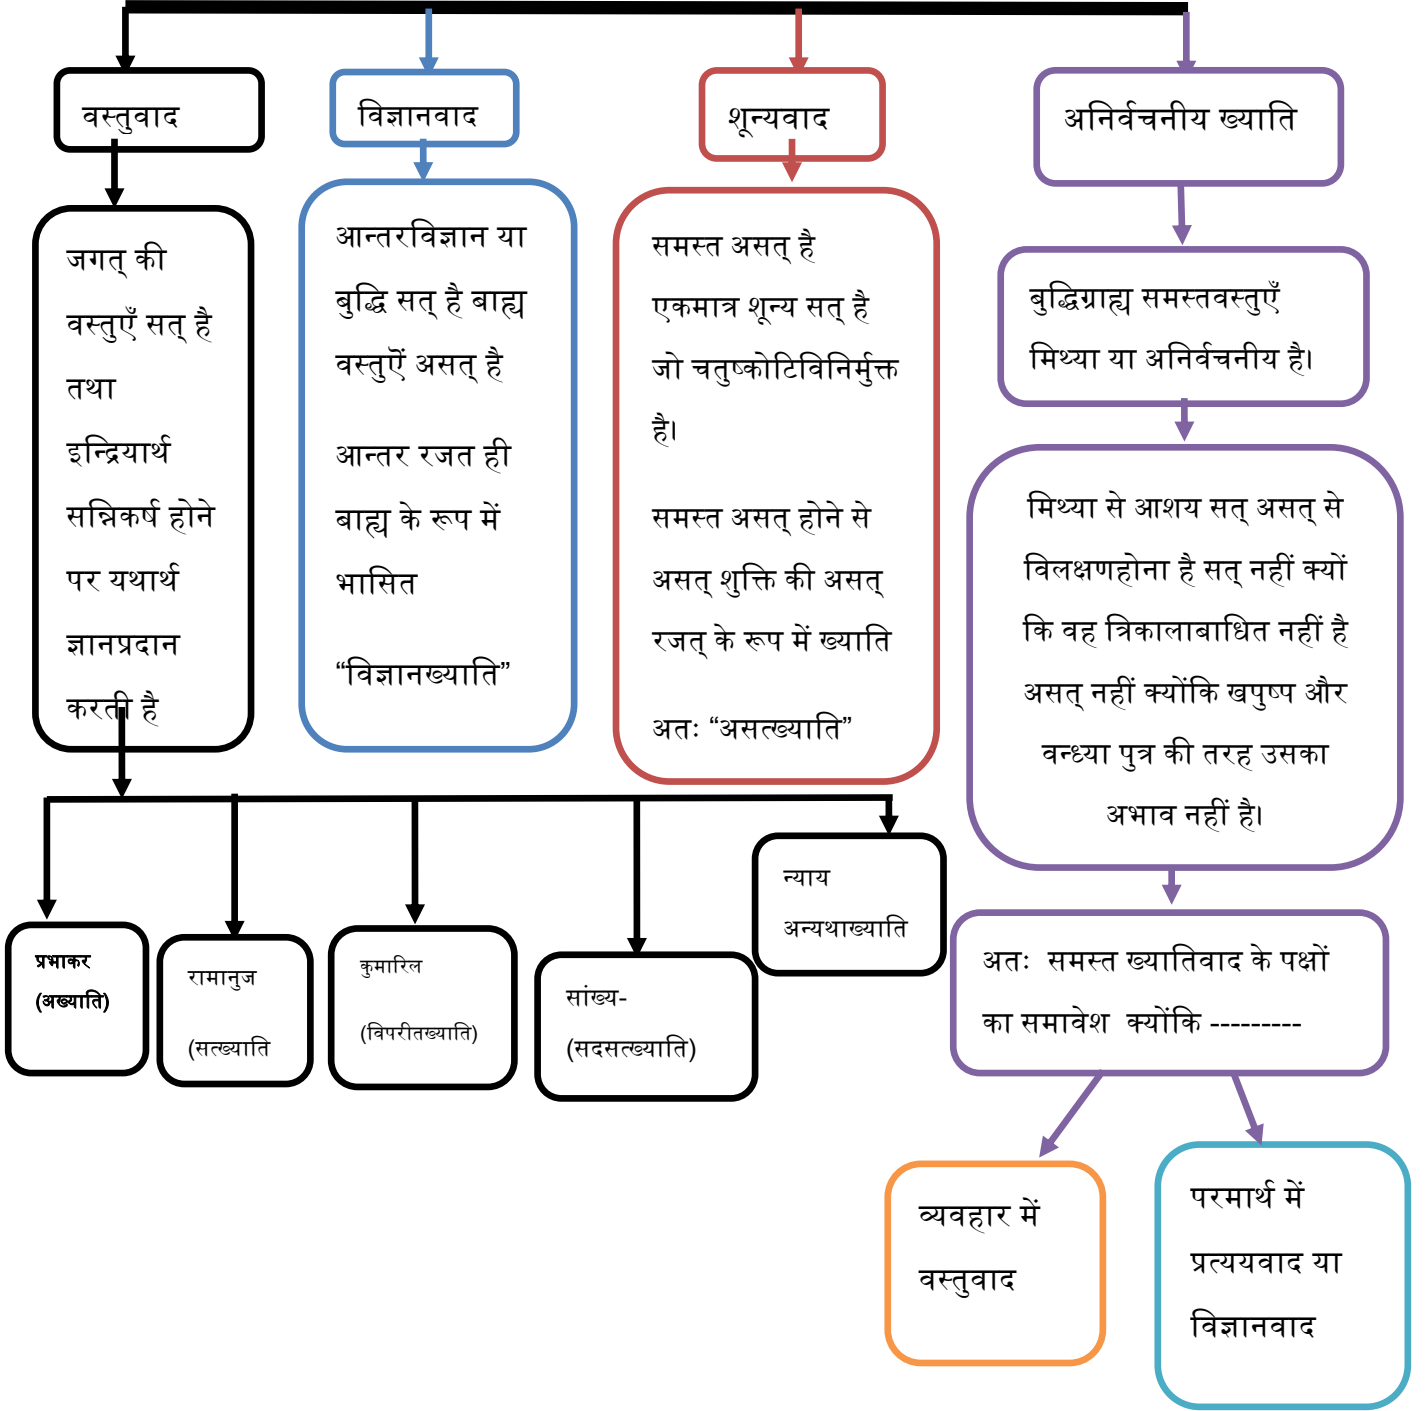 वस्तुवाद
विज्ञानवाद
शून्यवाद
अनिर्वचनीय ख्याति
जगत् की
वस्तुएँ सत् है
तथा
इन्द्रियार्थ
सन्निकर्ष होने
पर यथार्थ
ज्ञानप्रदान
करती है
आन्तरविज्ञान या
बुद्धि सत् है बाह्य
वस्तुऐं असत् है
आन्तर रजत ही
बाह्य के रूप में
भासित
“विज्ञानख्याति”
समस्त असत् है
एकमात्र शून्य सत् है
जो चतुष्कोटिविनिर्मुक्त
है।
समस्त असत् होने से
असत् शुक्ति की असत्
रजत् के रूप में ख्याति
अतः “असत्ख्याति”
बुद्धिग्राह्य समस्तवस्तुएँ
मिथ्या या अनिर्वचनीय है।
मिथ्या से आशय सत् असत् से
विलक्षणहोना है सत् नहीं क्यों
कि वह त्रिकालाबाधित नहीं है
असत् नहीं क्योंकि खपुष्प और
वन्ध्या पुत्र की तरह उसका
अभाव नहीं है।
प्रभाकर
(अख्याति)
रामानुज
(सत्ख्याति
कुमारिल
(विपरीतख्याति)
सांख्य-
(सदसत्ख्याति)
न्याय
अन्यथाख्याति
अतः समस्त ख्यातिवाद के पक्षों
का समावेश क्योंकि ---------
व्यवहार में
वस्तुवाद
परमार्थ में
प्रत्ययवाद या
विज्ञानवाद